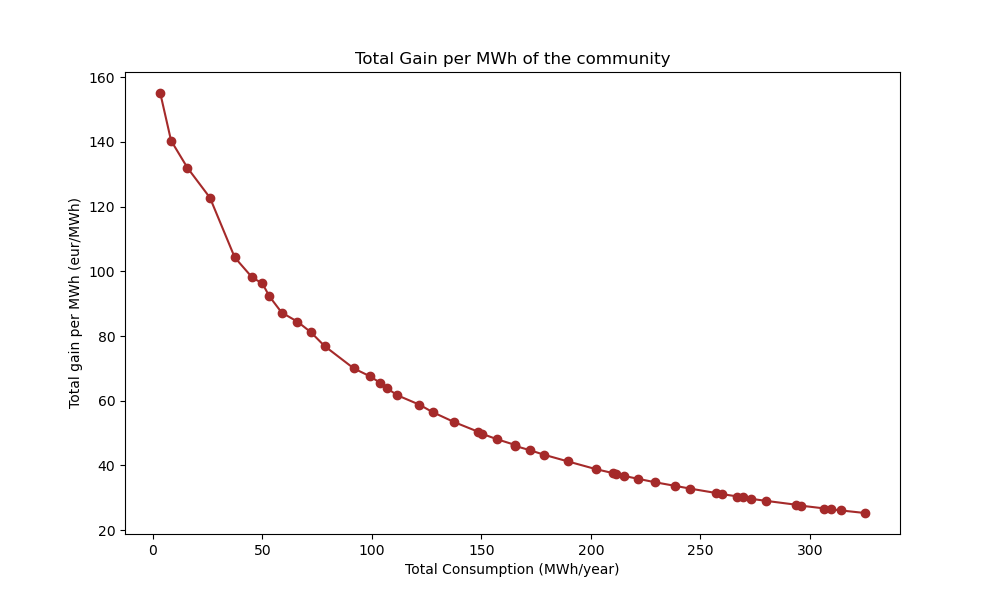 Total Gain per MWh of the community
160
140
120
100
80
60
40
20
Total gain per MWh (eur/MWh)
0 50 100 150 200 250 300
Total Consumption (MWh/year)